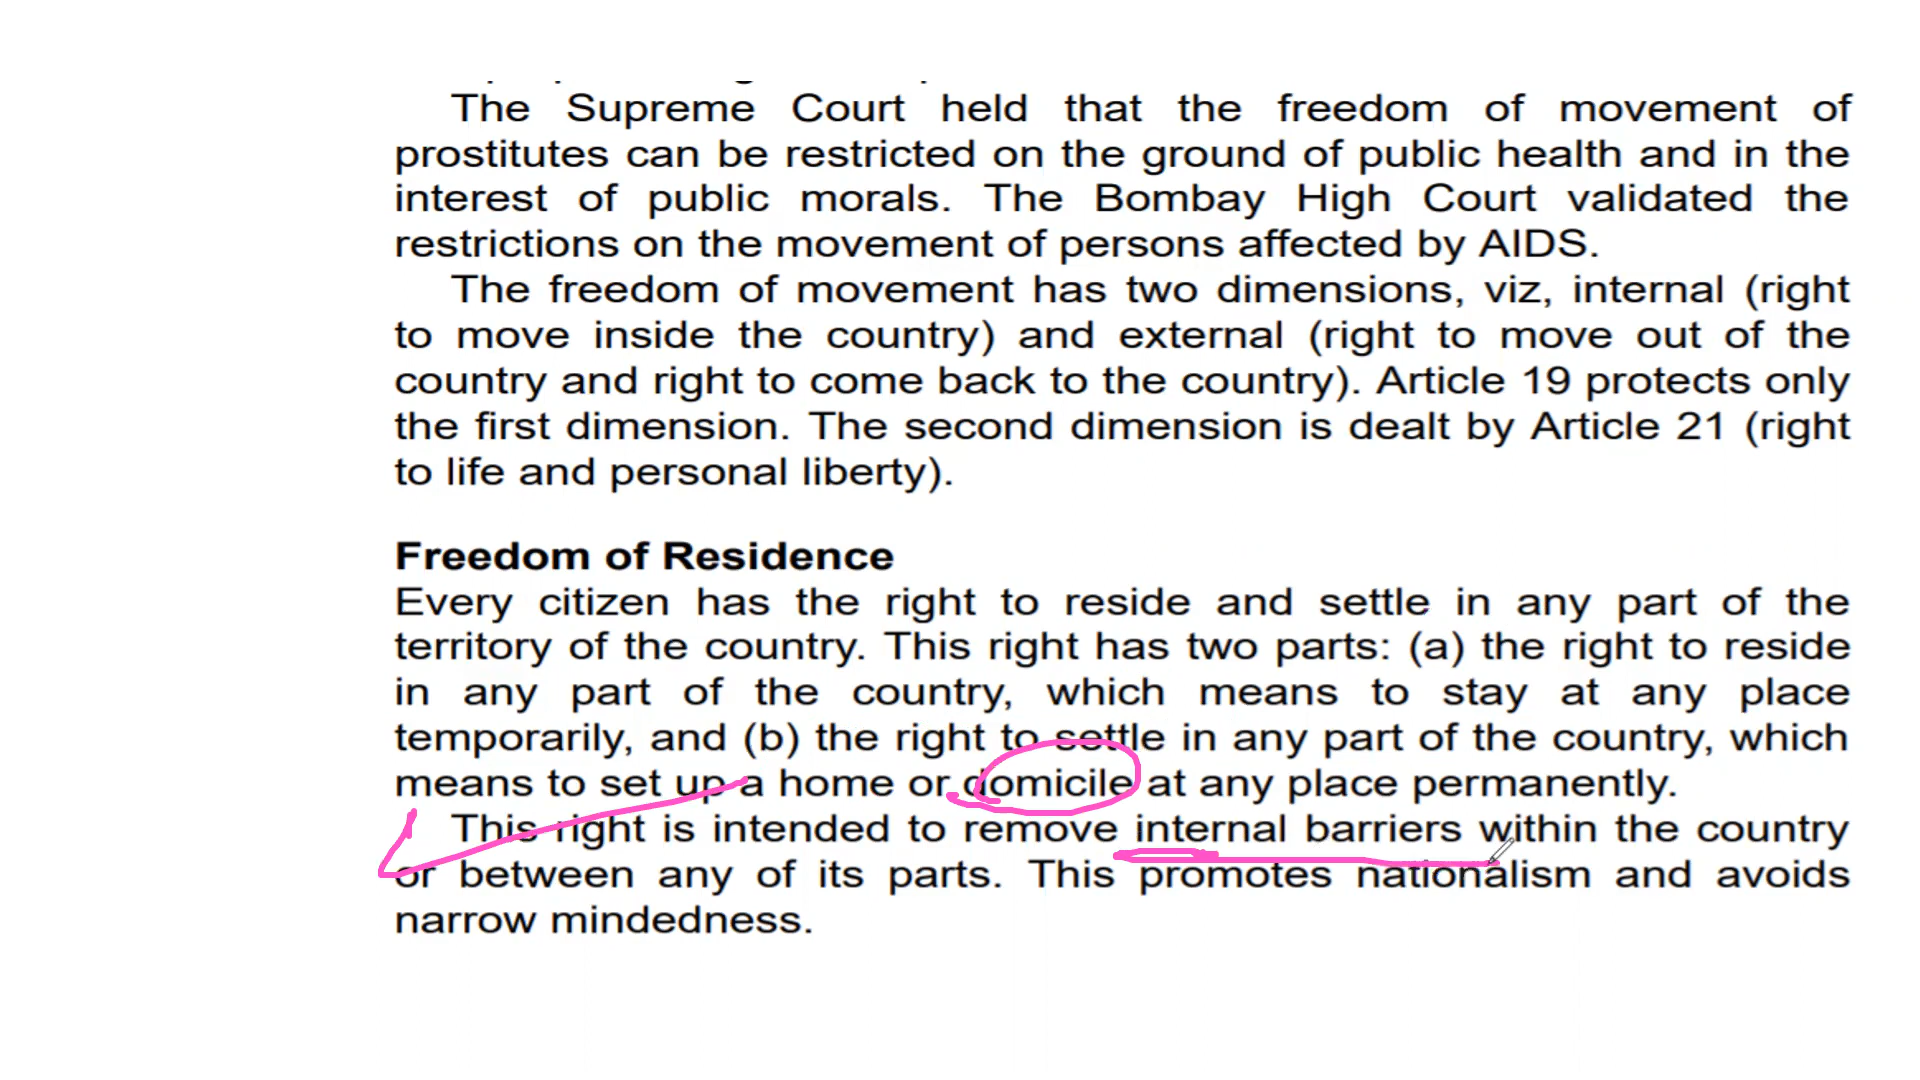 The Supreme Court held that the freedom of movement of
prostitutes can be restricted on the ground of public health and in the
interest of public morals. The Bombay High Court validated the
restrictions on the movement of persons affected by AIDS.
The freedom of movement has two dimensions, viz, internal (right
to move inside the country) and external (right to move out of the
country and right to come back to the country). Article 19 protects only
the first dimension. The second dimension is dealt by Article 21 (right
to life and personal liberty).
Freedom of Residence
Every citizen has the right to reside and settle in any part of the
territory of the country. This right has two parts: (a) the right to reside
in any part of the country, which means to stay at any place
temporarily, and (b) the right to settle in any part of the country, which
means to set up a home or domicile at any place permanently.
This right is intended to remove internal barriers within the country
or between any of its parts. This promotes nationalism and avoids
narrow mindedness.